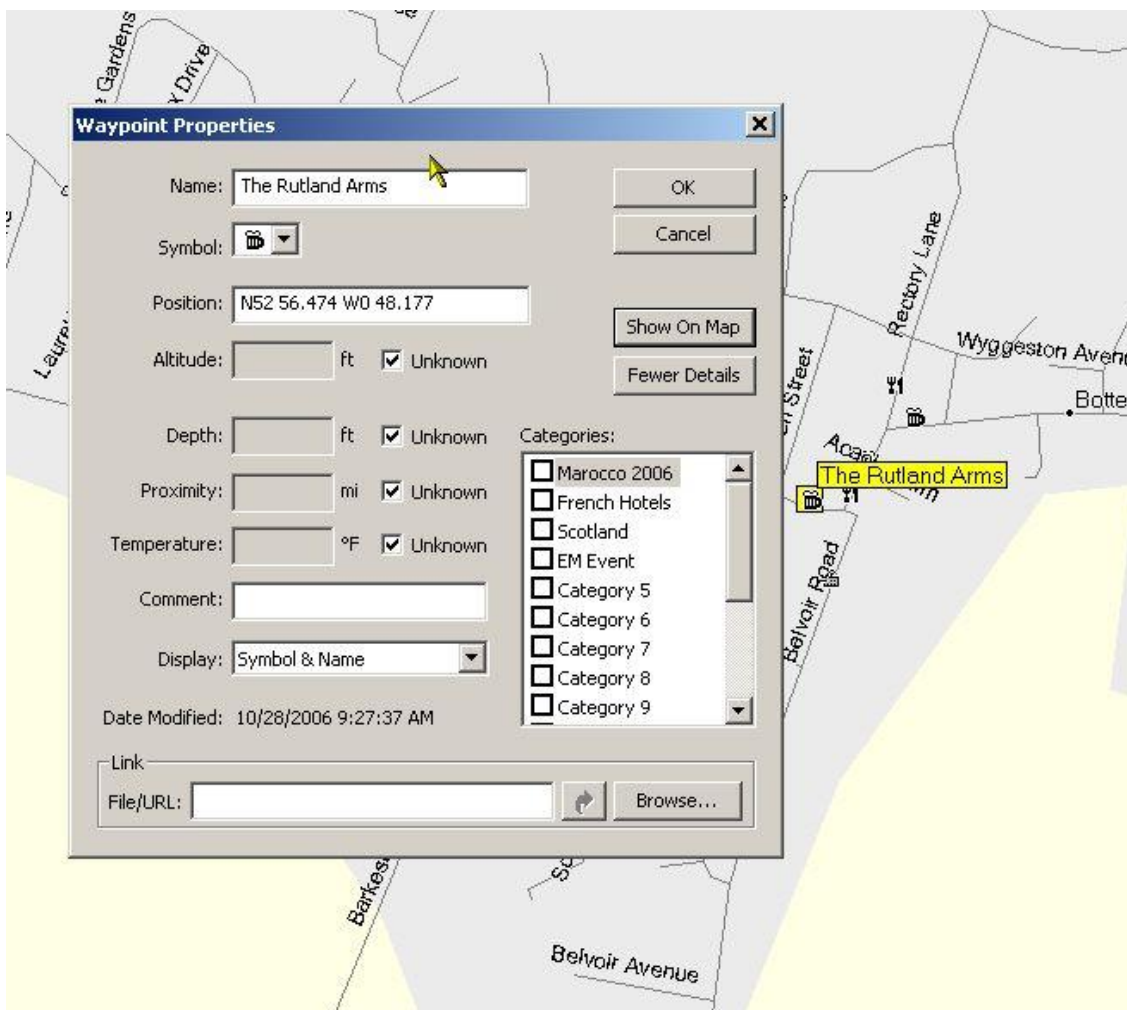 Gardens
Drive
Waypoint Properties
Name: The Rutland Arms
OK
Symbol:
Cancel
Position: N52 56.474 W0 48.177
Show On Map
Altitude: ft Unknown
Fewer Details
Depth: ft Unknown
Categories:
Proximity: mi Unknown
Temperature: °F Unknown
Comment:
Display: Symbol & Name
Date Modified: 10/28/2006 9:27:37 AM
Marocco 2006
French Hotels
Scotland
EM Event
Category 5
Category 6
Category 7
Category 8
Category 9
Link
File/URL:
Browse...
Rectory Lane
Wyggeston Aven
Street
Botte
The Rutland Arms
Belvoir Road
Laurel
Barkes
Belvoir Avenue